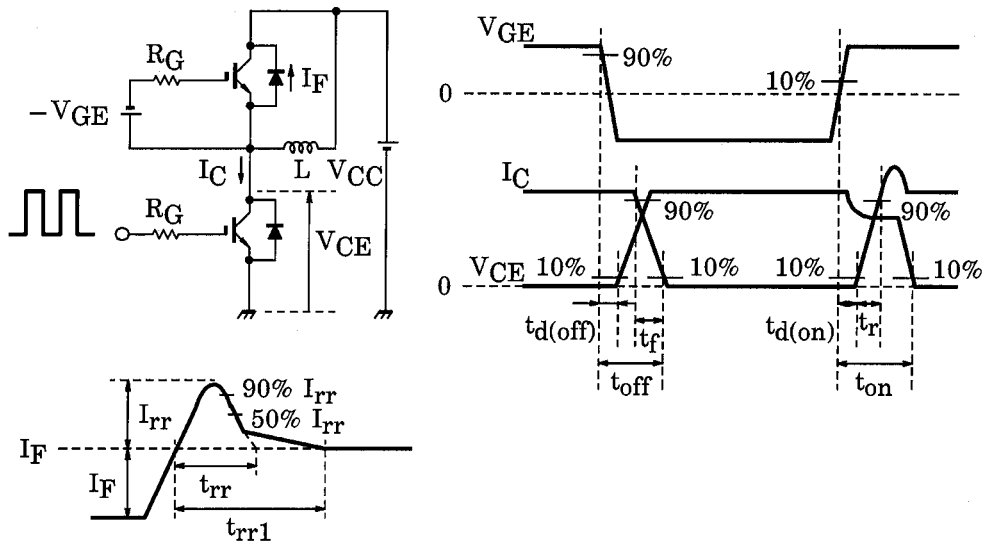 R_G
I_F
−V_GE
I_C
L
V_CC
R_G
V_CE
V_GE
90%
10%
0
I_C
90%
90%
V_CE
10%
10%
10%
10%
0
t_d(off)
t_f
t_d(on)
t_r
t_off
t_on
90% I_rr
I_rr
50% I_rr
I_F
I_F
t_rr
t_rr1